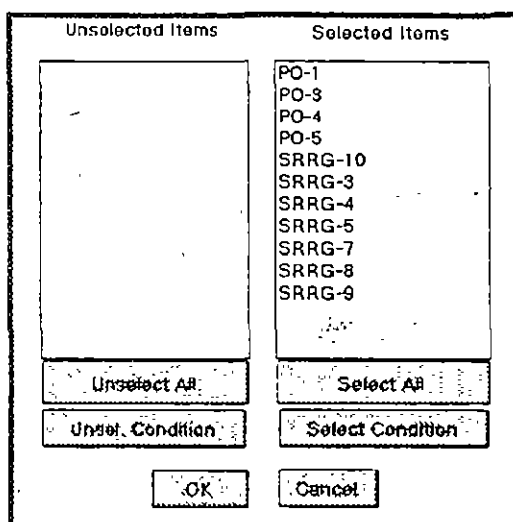 Unselected Items
Selected Items
PO-1
PO-3
PO-4
PO-5
SRRG-10
SRRG-3
SRRG-4
SRRG-5
SRRG-7
SRRG-8
SRRG-9
Unselect All
Select All
Unsel. Condition
Select Condition
OK
Cancel